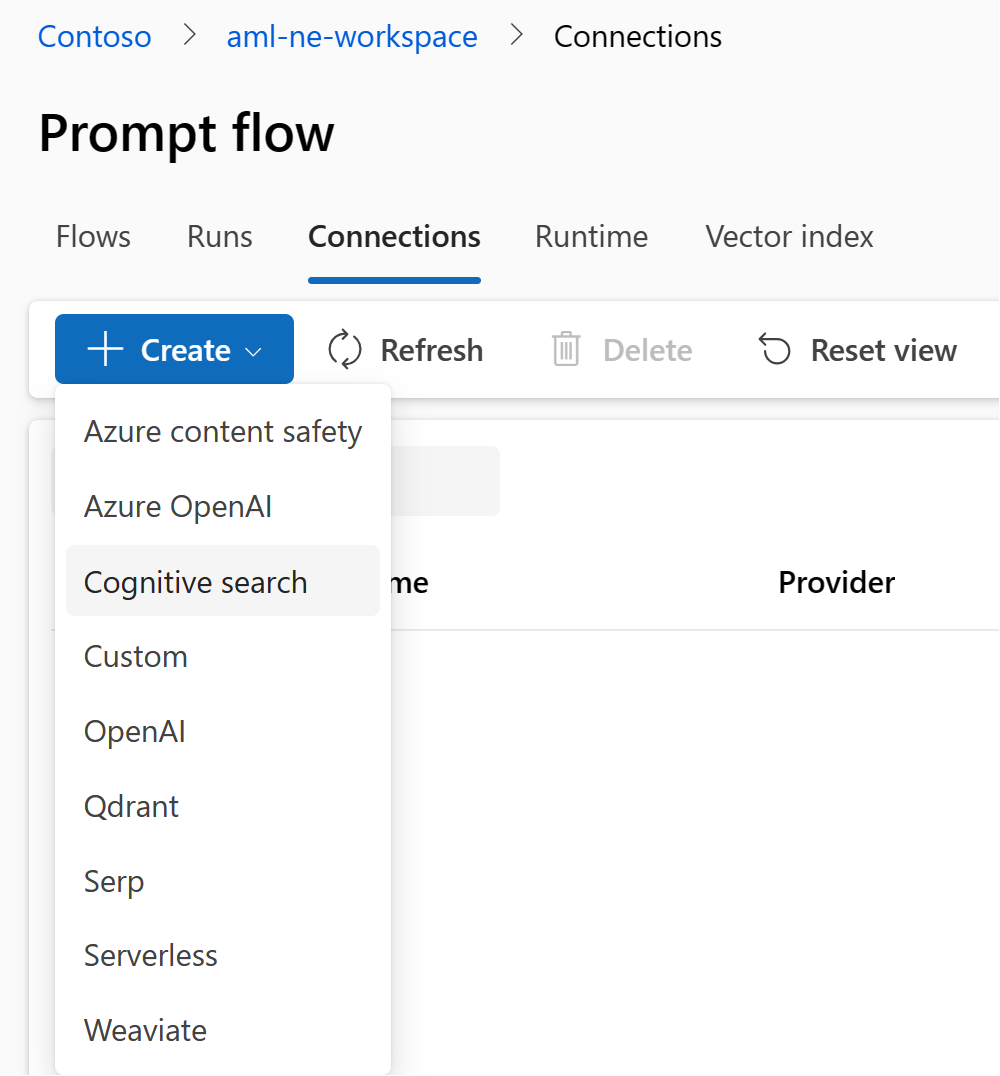 Contoso > aml-ne-workspace > Connections
Prompt flow
Flows Runs Connections Runtime Vector index
Create Refresh Delete Reset view
Azure content safety
Azure OpenAI
Cognitive search
me Provider
Custom
OpenAI
Qdrant
Serp
Serverless
Weaviate